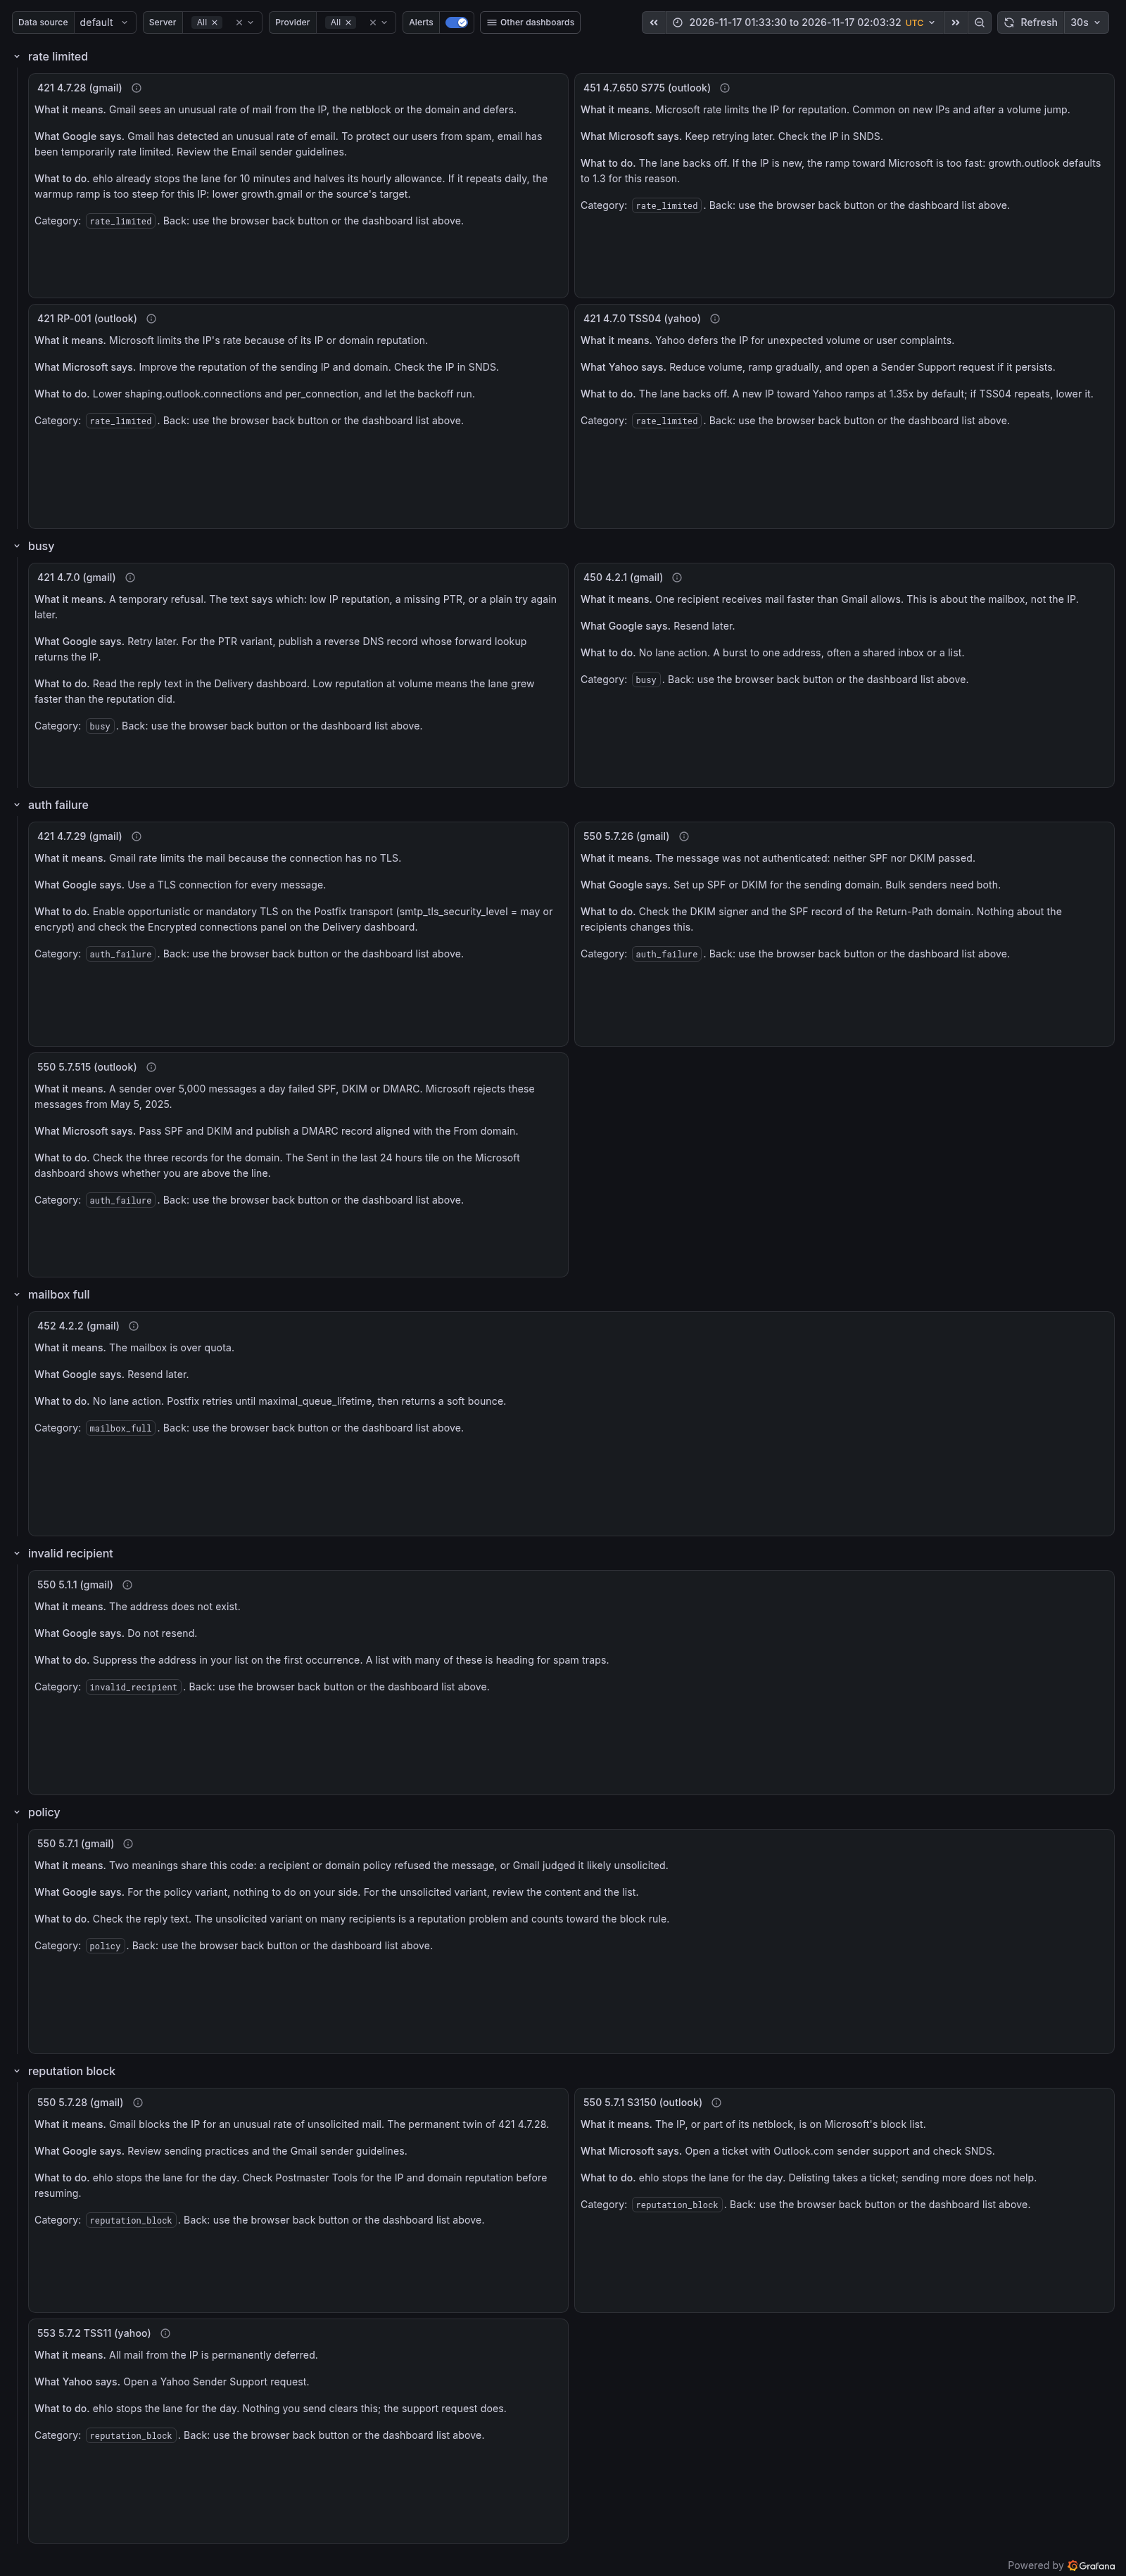 Data source default Server All Provider All Alerts Other dashboards 2026-11-17 01:33:30 to 2026-11-17 02:03:32 UTC Refresh 30s
rate limited
421 4.7.28 (gmail)
What it means. Gmail sees an unusual rate of mail from the IP, the netblock or the domain and defers.
What Google says. Gmail has detected an unusual rate of email. To protect our users from spam, email has
been temporarily rate limited. Review the Email sender guidelines.
What to do. ehlo already stops the lane for 10 minutes and halves its hourly allowance. If it repeats daily, the
warmup ramp is too steep for this IP: lower growth.gmail or the source's target.
Category: rate_limited . Back: use the browser back button or the dashboard list above.
451 4.7.650 S775 (outlook)
What it means. Microsoft rate limits the IP for reputation. Common on new IPs and after a volume jump.
What Microsoft says. Keep retrying later. Check the IP in SNDS.
What to do. The lane backs off. If the IP is new, the ramp toward Microsoft is too fast: growth.outlook defaults
to 1.3 for this reason.
Category: rate_limited . Back: use the browser back button or the dashboard list above.
421 RP-001 (outlook)
What it means. Microsoft limits the IP's rate because of its IP or domain reputation.
What Microsoft says. Improve the reputation of the sending IP and domain. Check the IP in SNDS.
What to do. Lower shaping.outlook.connections and per_connection, and let the backoff run.
Category: rate_limited . Back: use the browser back button or the dashboard list above.
421 4.7.0 TSS04 (yahoo)
What it means. Yahoo defers the IP for unexpected volume or user complaints.
What Yahoo says. Reduce volume, ramp gradually, and open a Sender Support request if it persists.
What to do. The lane backs off. A new IP toward Yahoo ramps at 1.35x by default; if TSS04 repeats, lower it.
Category: rate_limited . Back: use the browser back button or the dashboard list above.
busy
421 4.7.0 (gmail)
What it means. A temporary refusal. The text says which: low IP reputation, a missing PTR, or a plain try again
later.
What Google says. Retry later. For the PTR variant, publish a reverse DNS record whose forward lookup
returns the IP.
What to do. Read the reply text in the Delivery dashboard. Low reputation at volume means the lane grew
faster than the reputation did.
Category: busy . Back: use the browser back button or the dashboard list above.
450 4.2.1 (gmail)
What it means. One recipient receives mail faster than Gmail allows. This is about the mailbox, not the IP.
What Google says. Resend later.
What to do. No lane action. A burst to one address, often a shared inbox or a list.
Category: busy . Back: use the browser back button or the dashboard list above.
auth failure
421 4.7.29 (gmail)
What it means. Gmail rate limits the mail because the connection has no TLS.
What Google says. Use a TLS connection for every message.
What to do. Enable opportunistic or mandatory TLS on the Postfix transport (smtp_tls_security_level = may or
encrypt) and check the Encrypted connections panel on the Delivery dashboard.
Category: auth_failure . Back: use the browser back button or the dashboard list above.
550 5.7.26 (gmail)
What it means. The message was not authenticated: neither SPF nor DKIM passed.
What Google says. Set up SPF or DKIM for the sending domain. Bulk senders need both.
What to do. Check the DKIM signer and the SPF record of the Return-Path domain. Nothing about the
recipients changes this.
Category: auth_failure . Back: use the browser back button or the dashboard list above.
550 5.7.515 (outlook)
What it means. A sender over 5,000 messages a day failed SPF, DKIM or DMARC. Microsoft rejects these
messages from May 5, 2025.
What Microsoft says. Pass SPF and DKIM and publish a DMARC record aligned with the From domain.
What to do. Check the three records for the domain. The Sent in the last 24 hours tile on the Microsoft
dashboard shows whether you are above the line.
Category: auth_failure . Back: use the browser back button or the dashboard list above.
mailbox full
452 4.2.2 (gmail)
What it means. The mailbox is over quota.
What Google says. Resend later.
What to do. No lane action. Postfix retries until maximal_queue_lifetime, then returns a soft bounce.
Category: mailbox_full . Back: use the browser back button or the dashboard list above.
invalid recipient
550 5.1.1 (gmail)
What it means. The address does not exist.
What Google says. Do not resend.
What to do. Suppress the address in your list on the first occurrence. A list with many of these is heading for spam traps.
Category: invalid_recipient . Back: use the browser back button or the dashboard list above.
policy
550 5.7.1 (gmail)
What it means. Two meanings share this code: a recipient or domain policy refused the message, or Gmail judged it likely unsolicited.
What Google says. For the policy variant, nothing to do on your side. For the unsolicited variant, review the content and the list.
What to do. Check the reply text. The unsolicited variant on many recipients is a reputation problem and counts toward the block rule.
Category: policy . Back: use the browser back button or the dashboard list above.
reputation block
550 5.7.28 (gmail)
What it means. Gmail blocks the IP for an unusual rate of unsolicited mail. The permanent twin of 421 4.7.28.
What Google says. Review sending practices and the Gmail sender guidelines.
What to do. ehlo stops the lane for the day. Check Postmaster Tools for the IP and domain reputation before
resuming.
Category: reputation_block . Back: use the browser back button or the dashboard list above.
550 5.7.1 S3150 (outlook)
What it means. The IP, or part of its netblock, is on Microsoft's block list.
What Microsoft says. Open a ticket with Outlook.com sender support and check SNDS.
What to do. ehlo stops the lane for the day. Delisting takes a ticket; sending more does not help.
Category: reputation_block . Back: use the browser back button or the dashboard list above.
553 5.7.2 TSS11 (yahoo)
What it means. All mail from the IP is permanently deferred.
What Yahoo says. Open a Yahoo Sender Support request.
What to do. ehlo stops the lane for the day. Nothing you send clears this; the support request does.
Category: reputation_block . Back: use the browser back button or the dashboard list above.
Powered by Grafana